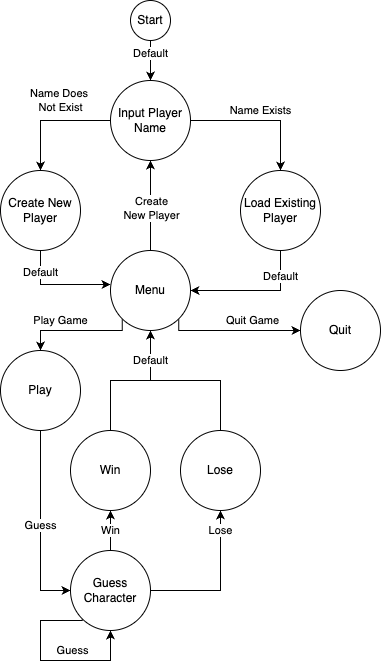 Start
Default
Name Does
Not Exist
Input Player
Name
Name Exists
Create New
Player
Create
New Player
Load Existing
Player
Default
Default
Menu
Play Game
Quit Game
Default
Quit
Play
Win
Lose
Guess
Win
Lose
Guess
Character
Guess